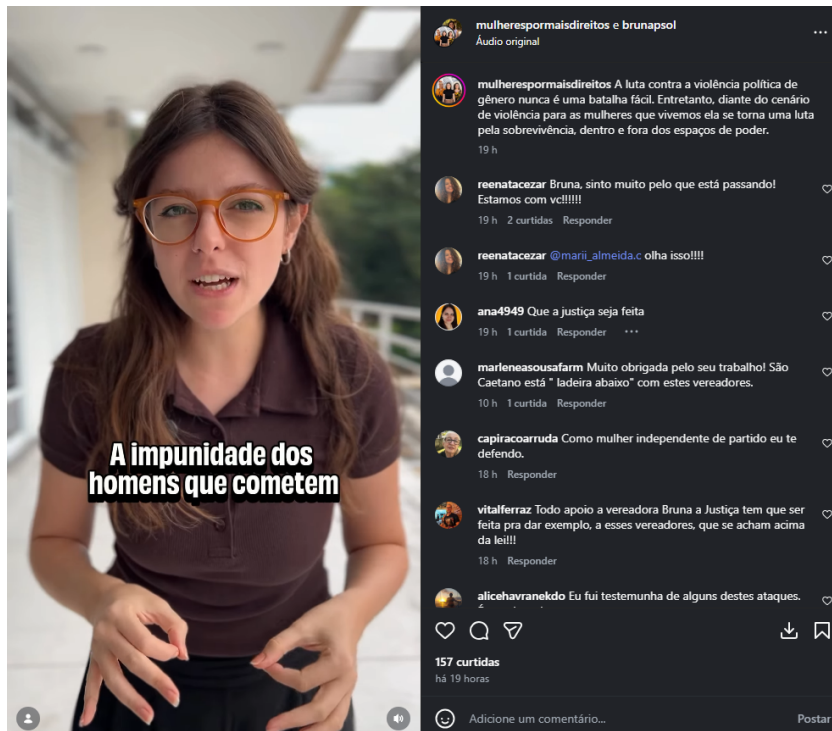 mulherespormaisdireitos e brunapsol
Áudio original
mulherespormaisdireitos A luta contra a violência política de
gênero nunca é uma batalha fácil. Entretanto, diante do cenário
de violência para as mulheres que vivemos ela se torna uma luta
pela sobrevivência, dentro e fora dos espaços de poder.
19 h
reenatacezar Bruna, sinto muito pelo que está passando!
Estamos com vc!!!!!!
19 h 2 curtidas Responder
reenatacezar @marii_almeida.c olha isso!!!!
19 h 1 curtida Responder
ana4949 Que a justiça seja feita
19 h 1 curtida Responder
marleneasousafarm Muito obrigada pelo seu trabalho! São
Caetano está " ladeira abaixo" com estes vereadores.
10 h 1 curtida Responder
capiracoarruda Como mulher independente de partido eu te
defendo.
18 h Responder
vitalferraz Todo apoio a vereadora Bruna a Justiça tem que ser
feita pra dar exemplo, a esses vereadores, que se acham acima
da lei!!!
18 h Responder
alicehavranekdo Eu fui testemunha de alguns destes ataques.
157 curtidas
há 19 horas
Adicione um comentário...
Postar
A impunidade dos
homens que cometem